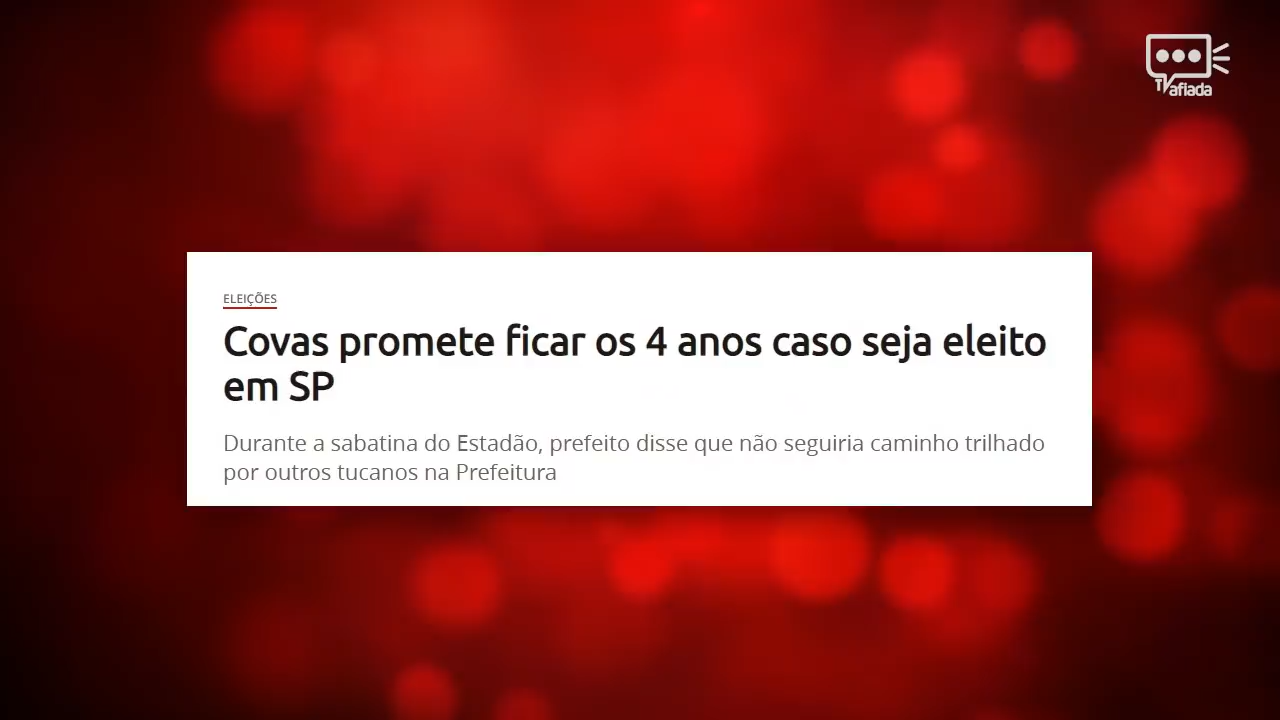 TV afiada
ELEIÇÕES
Covas promete ficar os 4 anos caso seja eleito
em SP
Durante a sabatina do Estadão, prefeito disse que não seguiria caminho trilhado
por outros tucanos na Prefeitura